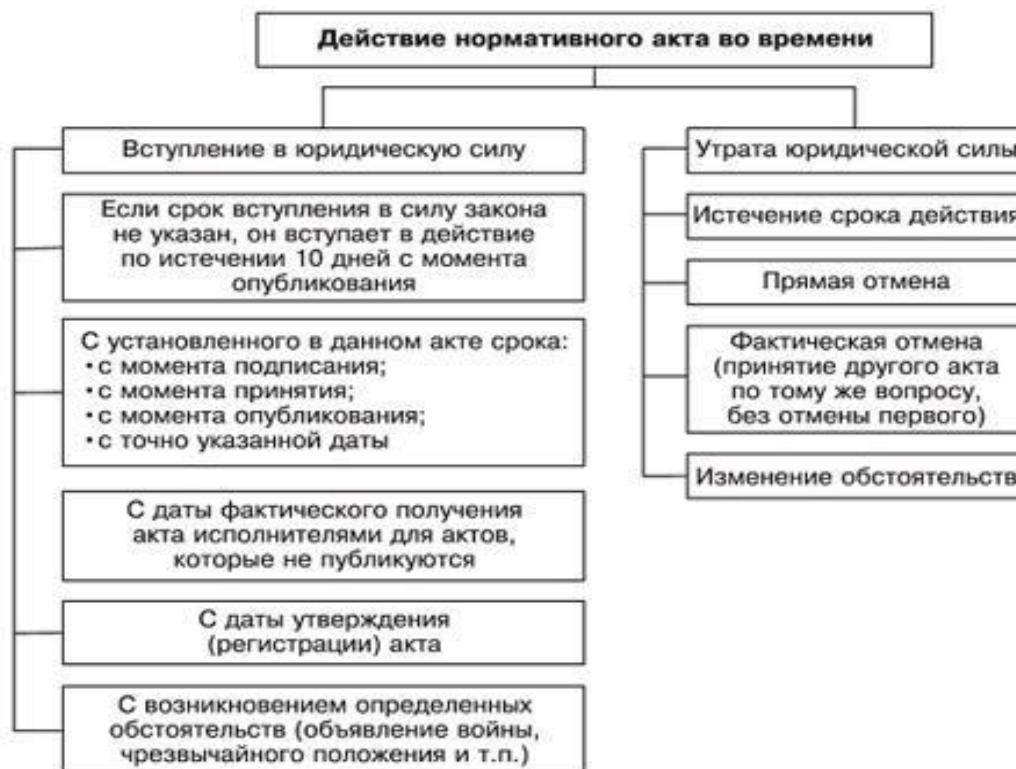 Действие нормативного акта во времени
Вступление в юридическую силу
Если срок вступления в силу закона
не указан, он вступает в действие
по истечении 10 дней с момента
опубликования
С установленного в данном акте срока:
• с момента подписания;
• с момента принятия;
• с момента опубликования;
• с точно указанной даты
С даты фактического получения
акта исполнителями для актов,
которые не публикуются
С даты утверждения
(регистрации) акта
С возникновением определенных
обстоятельств (объявление войны,
чрезвычайного положения и т.п.)
Утрата юридической силы
Истечение срока действия
Прямая отмена
Фактическая отмена
(принятие другого акта
по тому же вопросу,
без отмены первого)
Изменение обстоятельств